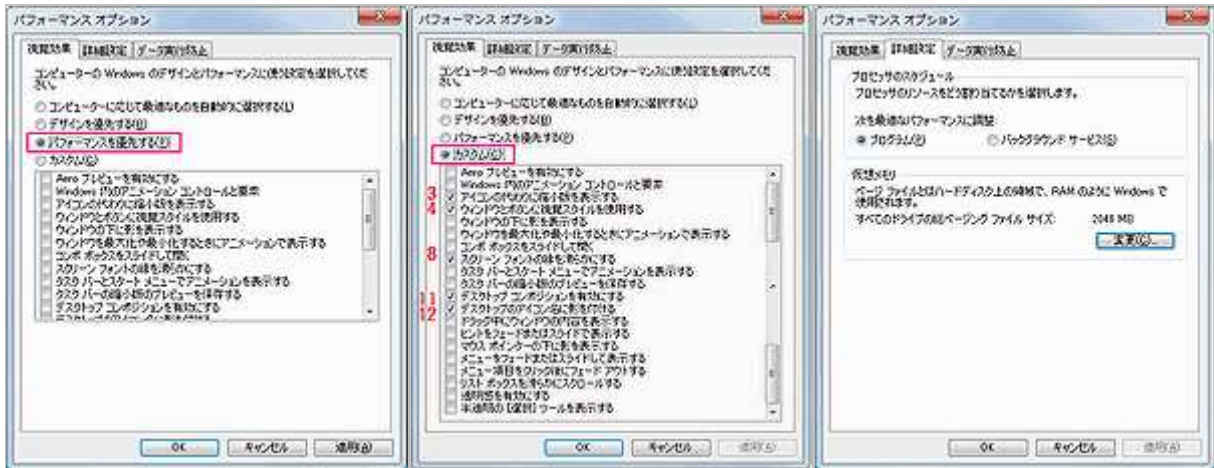 パフォーマンス オプション
視覚効果 詳細設定 データ実行防止
コンピューターの Windows のデザインとパフォーマンスに使う設定を選択してくだ
さい。
コンピューターに応じて最適なものを自動的に選択する(L)
デザインを優先する(B)
パフォーマンスを優先する(P)
カスタム(C)
Aero プレビューを有効にする
Windows 内のアニメーション コントロールと要素
アイコンの代わりに縮小版を表示する
ウィンドウとボタンに視覚スタイルを使用する
ウィンドウの下に影を表示する
ウィンドウを最大化や最小化するときにアニメーションで表示する
コンボ ボックスをスライドして開く
スクリーン フォントの縁を滑らかにする
タスク バーとスタート メニューでアニメーションを表示する
タスク バーの縮小版のプレビューを保存する
デスクトップ コンポジションを有効にする
OK キャンセル 適用(A)
パフォーマンス オプション
視覚効果 詳細設定 データ実行防止
コンピューターの Windows のデザインとパフォーマンスに使う設定を選択してくだ
さい。
コンピューターに応じて最適なものを自動的に選択する(L)
デザインを優先する(B)
パフォーマンスを優先する(P)
カスタム(C)
Aero プレビューを有効にする
Windows 内のアニメーション コントロールと要素
3 アイコンの代わりに縮小版を表示する
4 ウィンドウとボタンに視覚スタイルを使用する
ウィンドウの下に影を表示する
ウィンドウを最大化や最小化するときにアニメーションで表示する
コンボ ボックスをスライドして開く
8 スクリーン フォントの縁を滑らかにする
タスク バーとスタート メニューでアニメーションを表示する
タスク バーの縮小版のプレビューを保存する
11 デスクトップ コンポジションを有効にする
12 デスクトップのアイコン名に影を付ける
ドラッグ中にウィンドウの内容を表示する
ヒントをフェードまたはスライドで表示する
マウス ポインターの下に影を表示する
メニューをフェードまたはスライドして表示する
メニュー項目をクリック後にフェード アウトする
リスト ボックスを滑らかにスクロールする
透明感を有効にする
半透明の [選択] ツールを表示する
OK キャンセル 適用(A)
パフォーマンス オプション
視覚効果 詳細設定 データ実行防止
プロセッサのスケジュール
プロセッサのリソースをどう割り当てるかを選択します。
次を最適なパフォーマンスに調整:
プログラム(P) バックグラウンド サービス(S)
仮想メモリ
ページ ファイルとはハードディスク上の領域で、RAM のように Windows で
使用されます。
すべてのドライブの総ページング ファイル サイズ: 2048 MB
変更(C)...
OK キャンセル 適用(A)